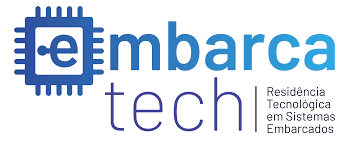 embarca
tech
Residência
Tecnológica
em Sistemas
Embarcados